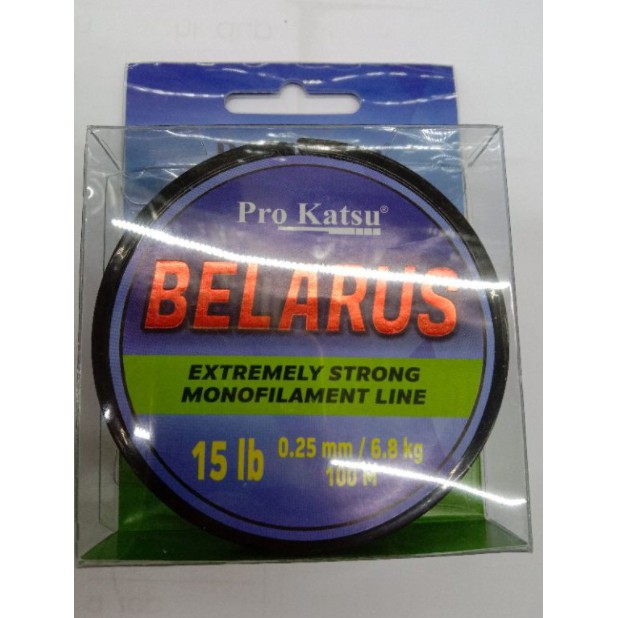 Pro Katsu®
BELARUS
EXTREMELY STRONG
MONOFILAMENT LINE
15 lb
0.25 mm / 6.8 kg
100 M